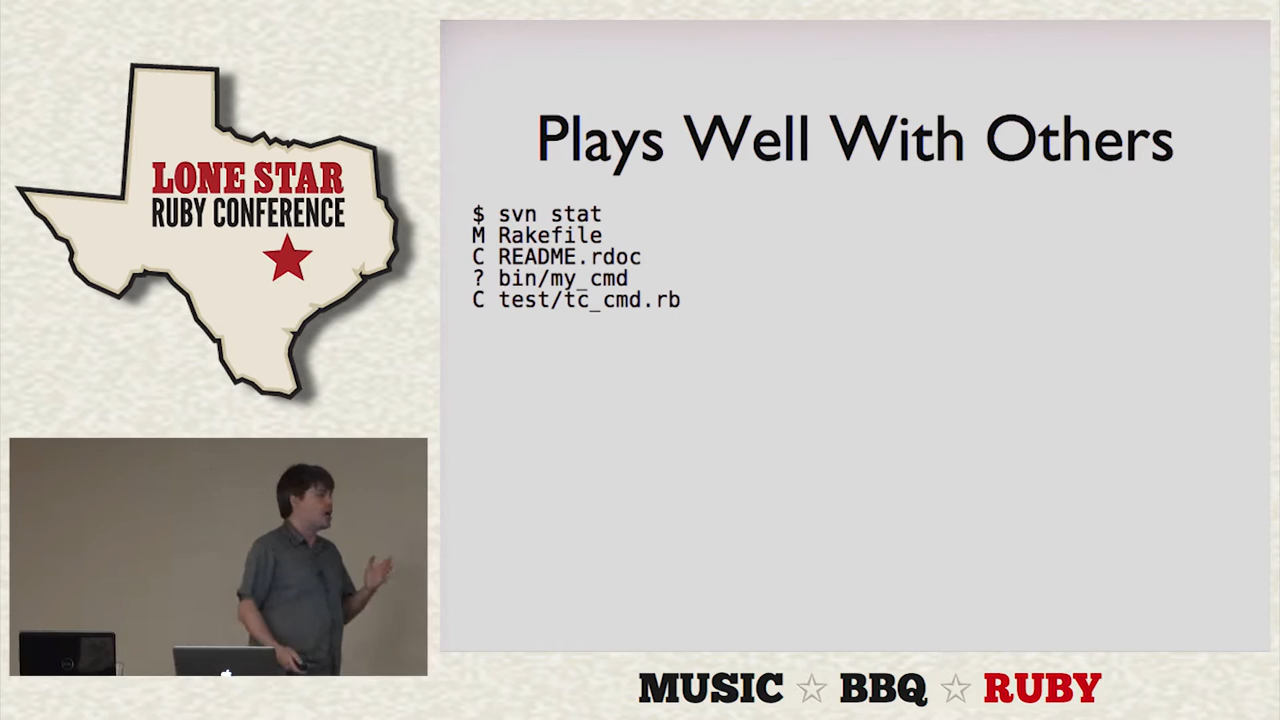 LONE STAR
RUBY CONFERENCE
Plays Well With Others
$ svn stat
M Rakefile
C README.rdoc
? bin/my_cmd
C test/tc_cmd.rb
MUSIC ☆ BBQ ☆ RUBY